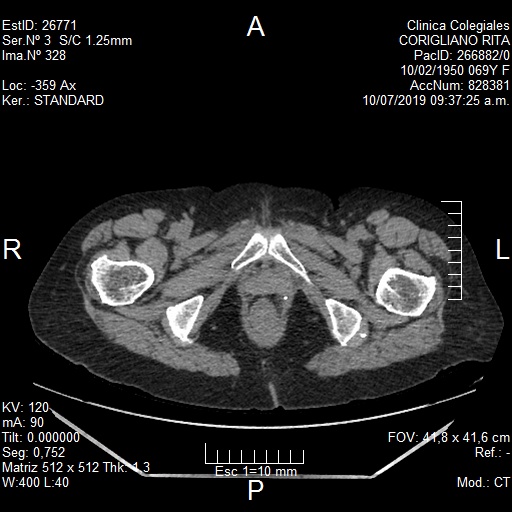 EstID: 26771
Ser.Nº 3 S/C 1.25mm
Ima.Nº 328
Loc: -359 Ax
Ker.: STANDARD
A
Clinica Colegiales
CORIGLIANO RITA
PacID: 266882/0
10/02/1950 069Y F
AccNum: 828381
10/07/2019 09:37:25 a.m.
R
L
KV: 120
mA: 90
Tilt: 0.000000
Seg: 0,752
Matriz 512 x 512 Thk: 1.3
W:400 L:40
Esc 1=10 mm
P
FOV: 41,8 x 41,6 cm
Ref.: -
Mod.: CT